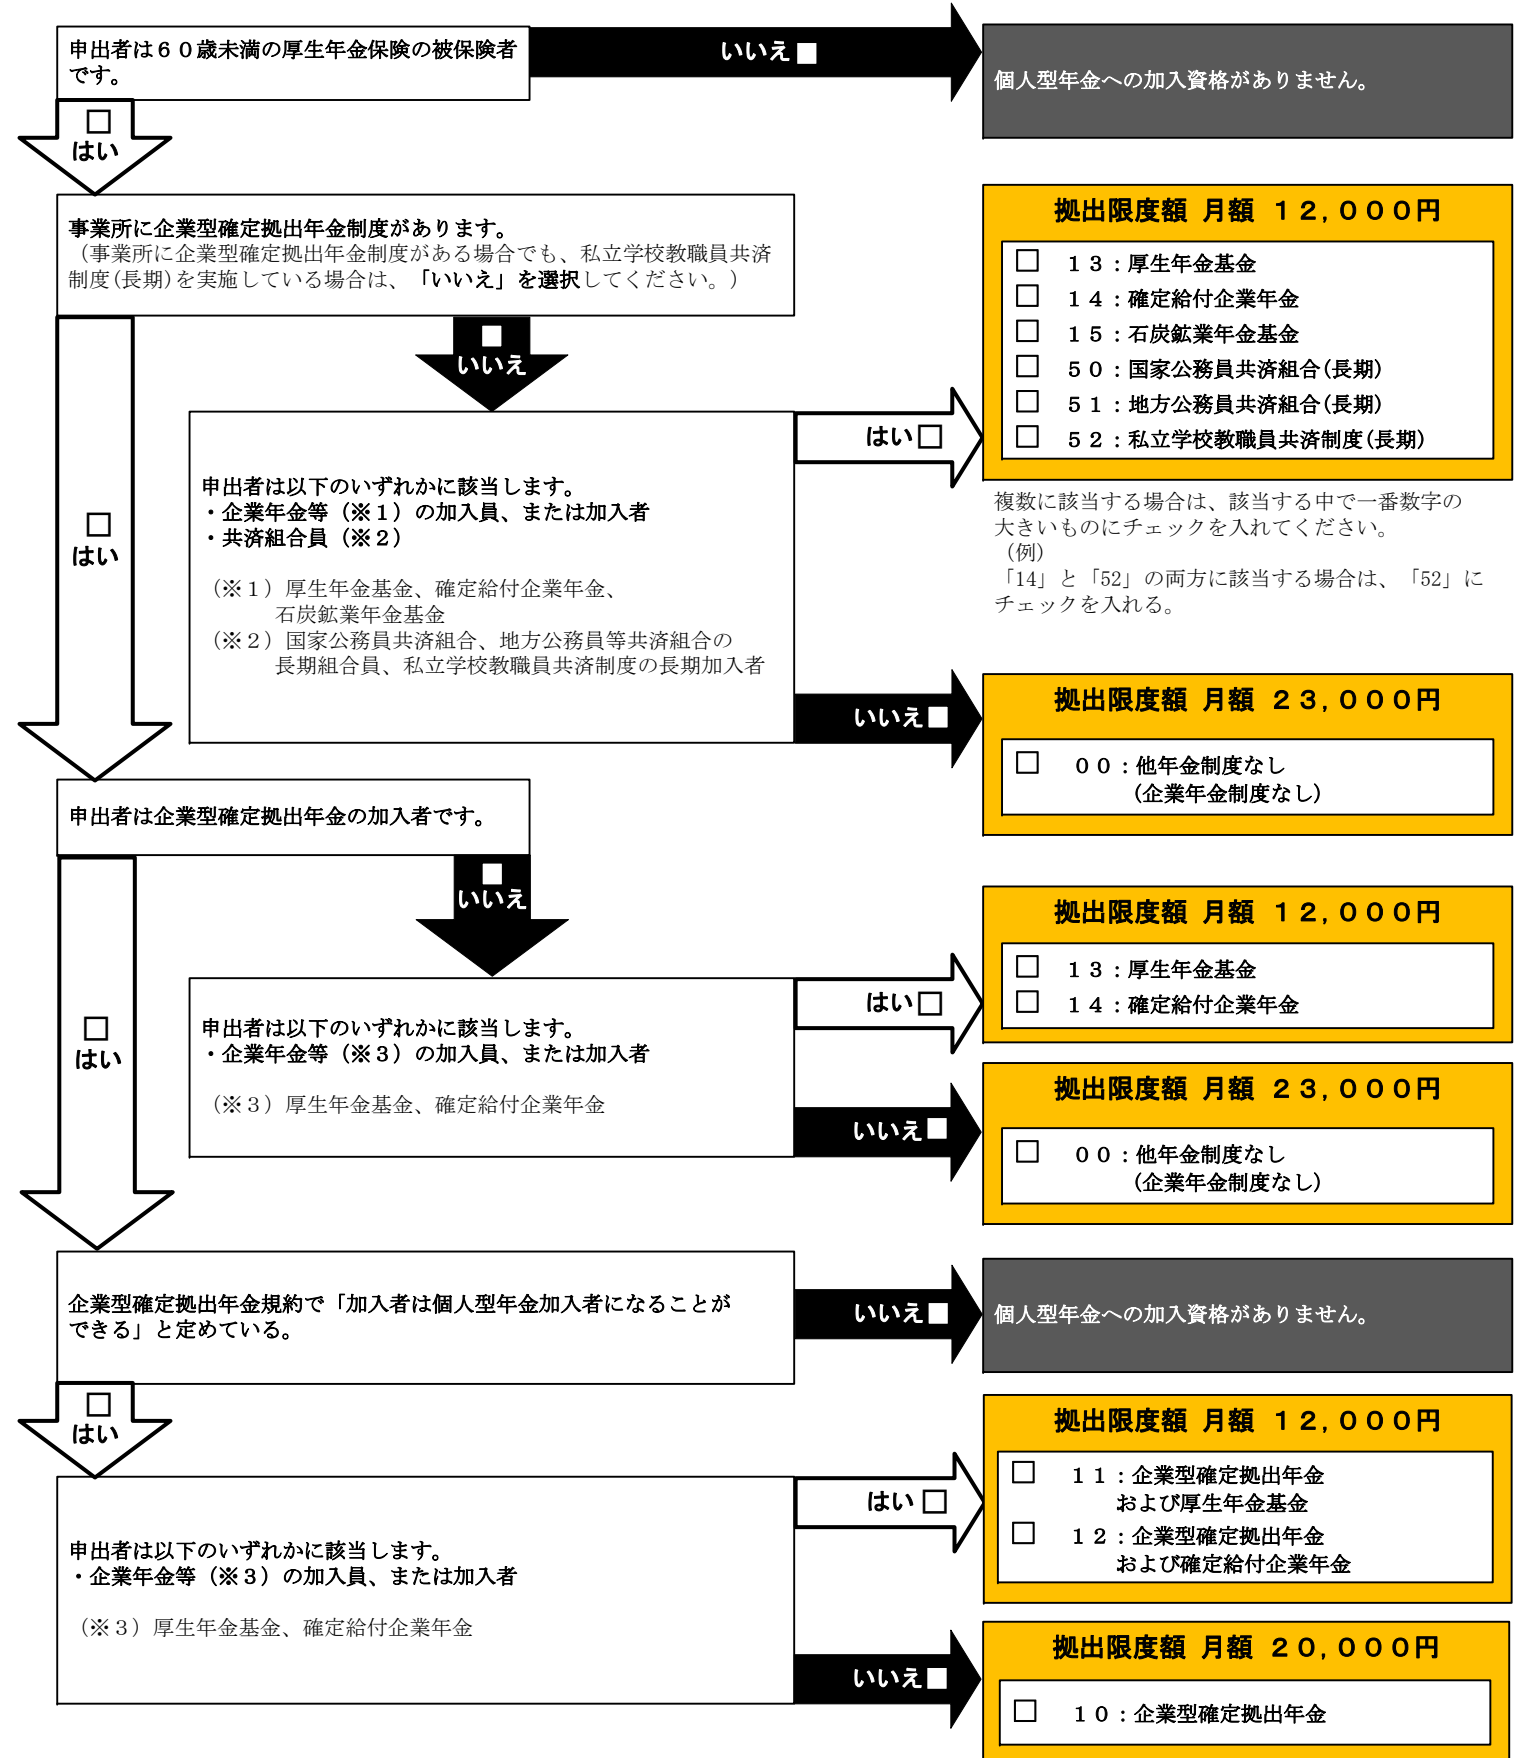 申出者は６０歳未満の厚生年金保険の被保険者
です。
いいえ
個人型年金への加入資格がありません。
はい
事業所に企業型確定拠出年金制度があります。
（事業所に企業型確定拠出年金制度がある場合でも、私立学校教職員共済
制度(長期)を実施している場合は、「いいえ」を選択してください。）
拠出限度額 月額 １２,０００円
１３：厚生年金基金
１４：確定給付企業年金
１５：石炭鉱業年金基金
５０：国家公務員共済組合(長期)
５１：地方公務員共済組合(長期)
５２：私立学校教職員共済制度(長期)
複数に該当する場合は、該当する中で一番数字の
大きいものにチェックを入れてください。
（例）
「14」と「52」の両方に該当する場合は、「52」に
チェックを入れる。
いいえ
はい
申出者は以下のいずれかに該当します。
・企業年金等（※１）の加入員、または加入者
・共済組合員（※２）
（※１）厚生年金基金、確定給付企業年金、
石炭鉱業年金基金
（※２）国家公務員共済組合、地方公務員等共済組合の
長期組合員、私立学校教職員共済制度の長期加入者
はい
いいえ
拠出限度額 月額 ２３,０００円
００：他年金制度なし
(企業年金制度なし)
申出者は企業型確定拠出年金の加入者です。
いいえ
はい
申出者は以下のいずれかに該当します。
・企業年金等（※３）の加入員、または加入者
（※３）厚生年金基金、確定給付企業年金
はい
拠出限度額 月額 １２,０００円
１３：厚生年金基金
１４：確定給付企業年金
いいえ
拠出限度額 月額 ２３,０００円
００：他年金制度なし
(企業年金制度なし)
企業型確定拠出年金規約で「加入者は個人型年金加入者になることが
できる」と定めている。
いいえ
個人型年金への加入資格がありません。
はい
申出者は以下のいずれかに該当します。
・企業年金等（※３）の加入員、または加入者
（※３）厚生年金基金、確定給付企業年金
はい
拠出限度額 月額 １２,０００円
１１：企業型確定拠出年金
および厚生年金基金
１２：企業型確定拠出年金
および確定給付企業年金
いいえ
拠出限度額 月額 ２０,０００円
１０：企業型確定拠出年金